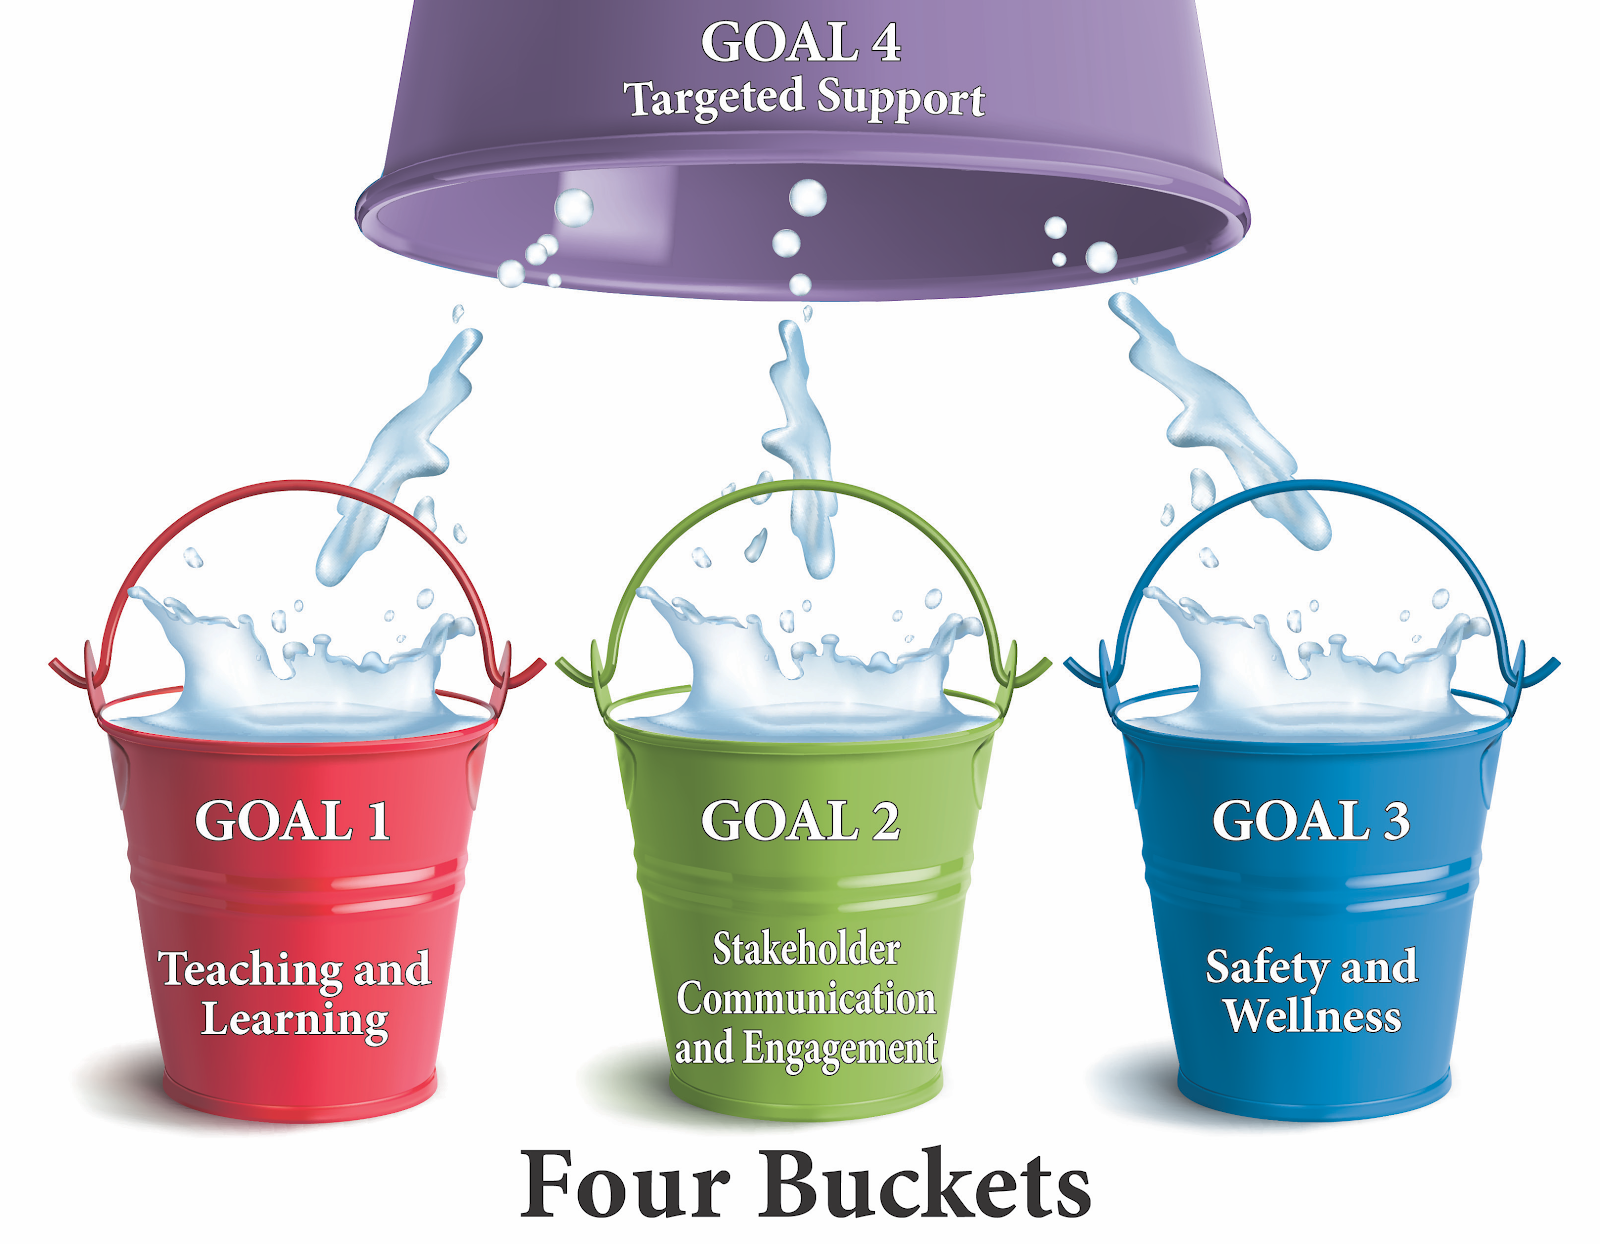 GOAL 4
Targeted Support
GOAL 1
Teaching and
Learning
GOAL 2
Stakeholder
Communication
and Engagement
GOAL 3
Safety and
Wellness
Four Buckets